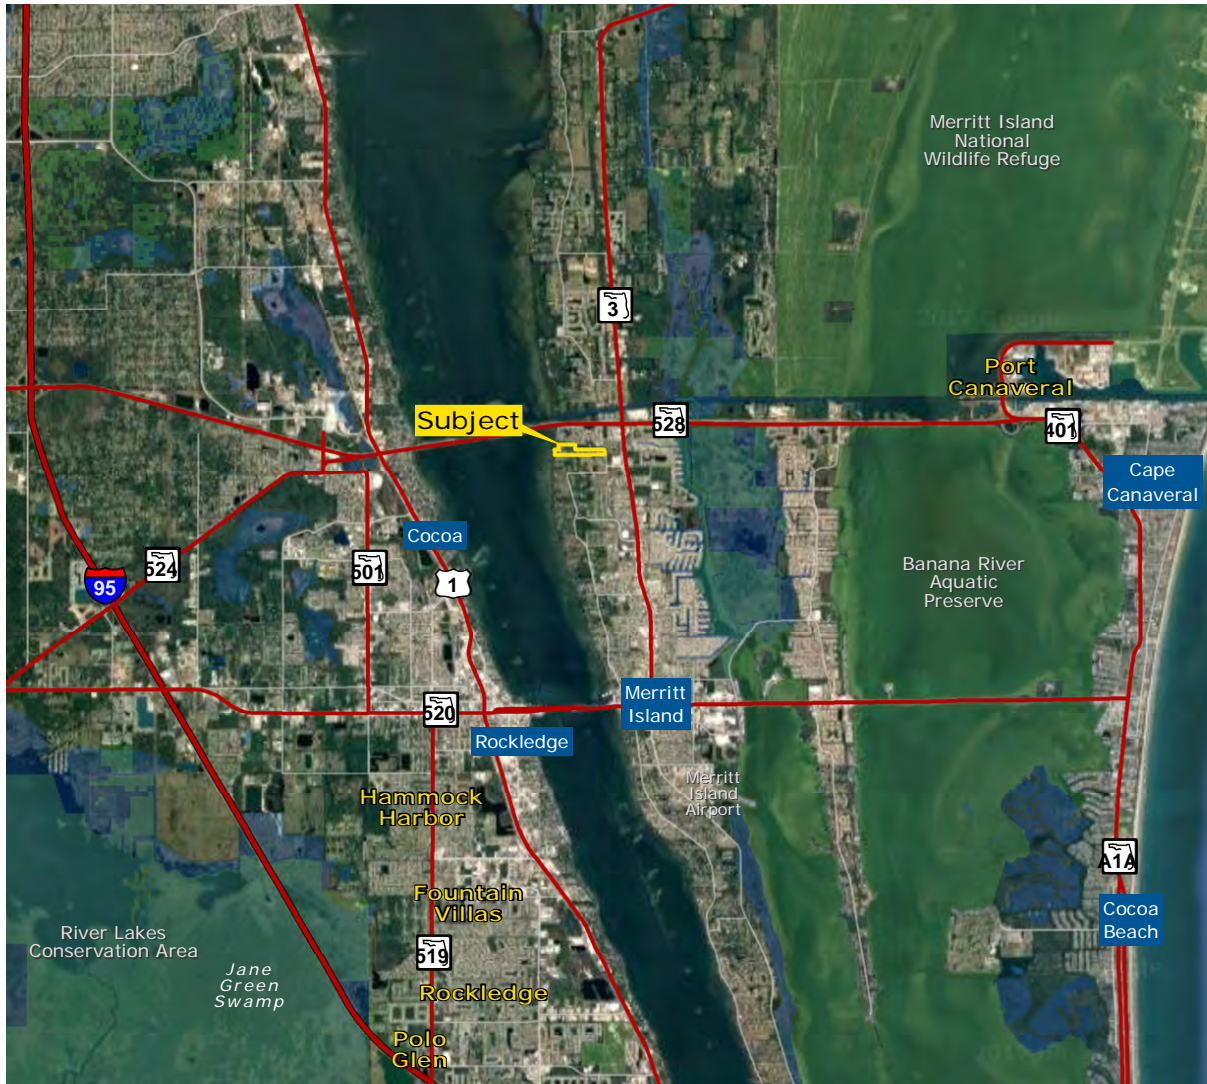 Merritt Island
National
Wildlife Refuge
3
Port
Canaveral
Subject
528
401
Cape
Canaveral
Cocoa
524
501
95
1
Banana River
Aquatic
Preserve
Merritt
Island
520
Rockledge
Merritt
Island
Airport
Hammock
Harbor
A1A
Fountain
Villas
Cocoa
Beach
River Lakes
Conservation Area
519
Jane
Green
Swamp
Rockledge
Polo
Glen